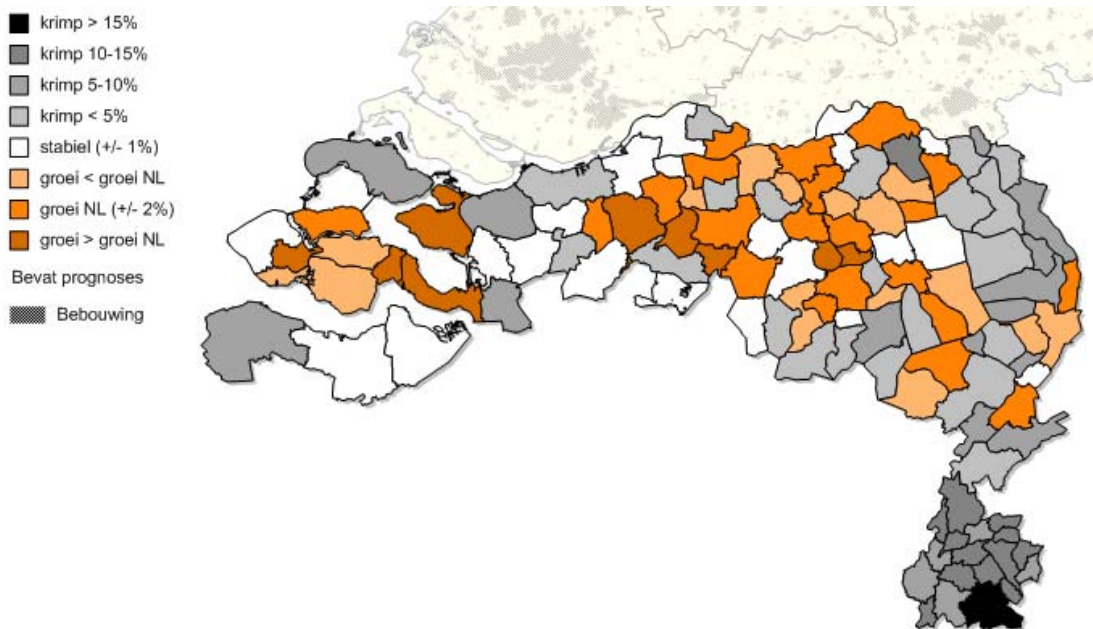 krimp > 15%
krimp 10-15%
krimp 5-10%
krimp < 5%
stabiel (+/- 1%)
groei < groei NL
groei NL (+/- 2%)
groei > groei NL
Bevat prognoses
Bebouwing